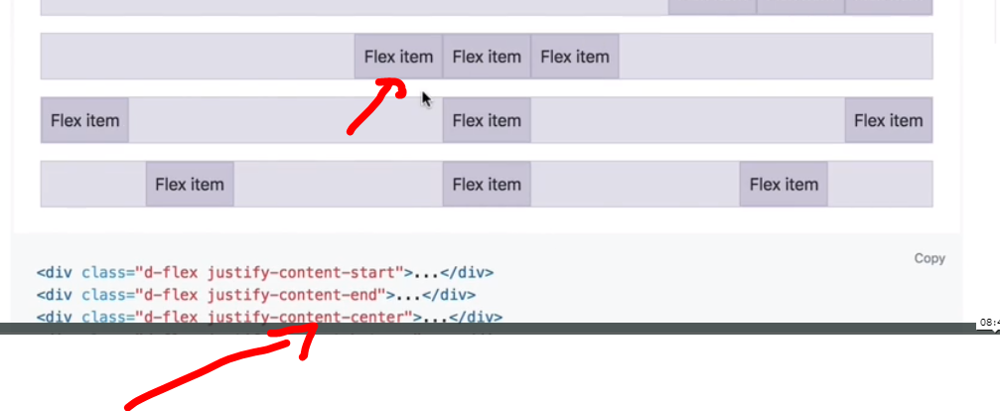 Flex item Flex item Flex item
Flex item Flex item Flex item
Flex item Flex item Flex item
Copy
<div class="d-flex justify-content-start">...</div>
<div class="d-flex justify-content-end">...</div>
<div class="d-flex justify-content-center">...</div>